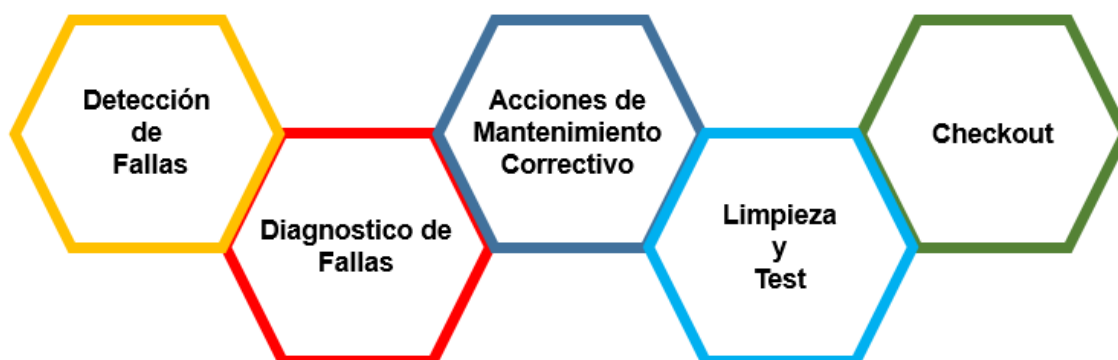 Detección
de
Fallas
Diagnostico de
Fallas
Acciones de
Mantenimiento
Correctivo
Limpieza
y
Test
Checkout